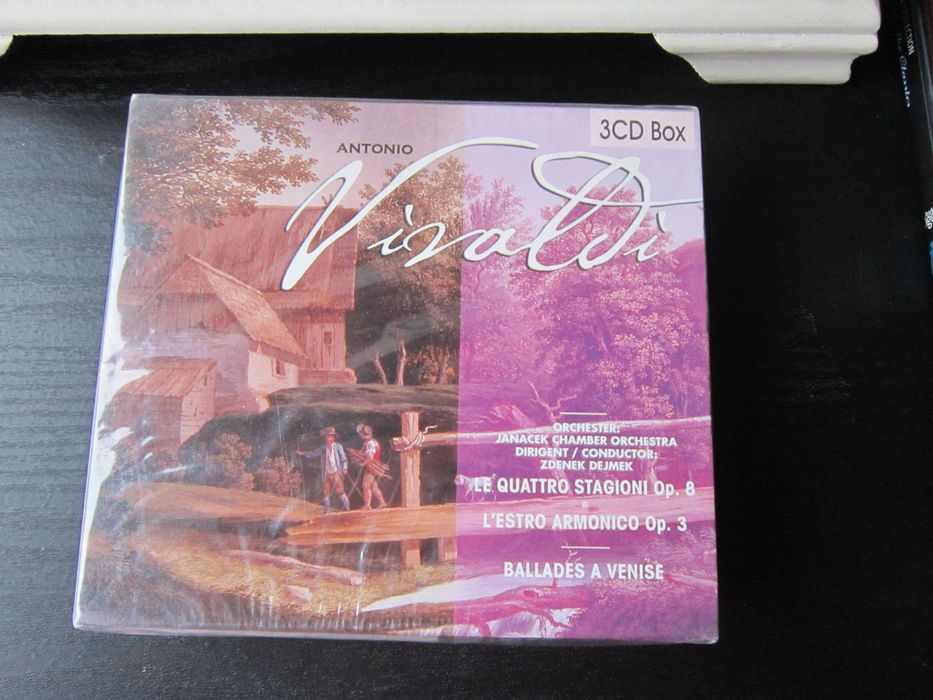 3CD Box
ANTONIO
Vivaldi
ORCHESTER:
JANACEK CHAMBER ORCHESTRA
DIRIGENT / CONDUCTOR:
ZDENEK DEJMEK
LE QUATTRO STAGIONI Op. 8
L'ESTRO ARMONICO Op. 3
BALLADES A VENISE